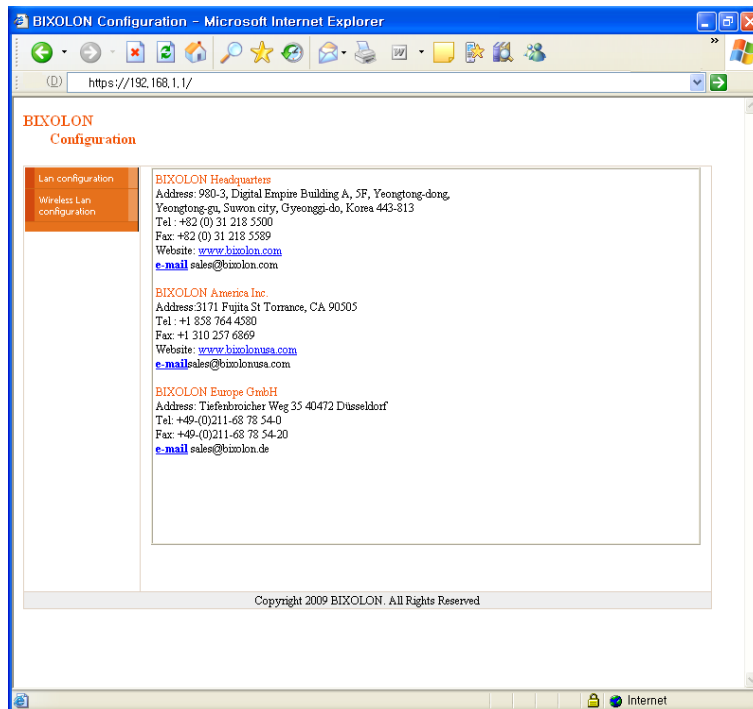 BIXOLON Configuration - Microsoft Internet Explorer
»
W
(D) https://192.168.1.1/
BIXOLON
Configuration
Lan configuration
Wireless Lan
configuration
BIXOLON Headquarters
Address: 980-3, Digital Empire Building A, 5F, Yeongtong-dong,
Yeongtong-gu, Suwon city, Gyeonggi-do, Korea 443-813
Tel : +82 (0) 31 218 5500
Fax: +82 (0) 31 218 5589
Website: www.bixolon.com
e-mail sales@bixolon.com
BIXOLON America Inc.
Address:3171 Fujita St Torrance, CA 90505
Tel : +1 858 764 4580
Fax: +1 310 257 6869
Website: www.bixolonusa.com
e-mailsales@bixolonusa.com
BIXOLON Europe GmbH
Address: Tiefenbroicher Weg 35 40472 Düsseldorf
Tel: +49-(0)211-68 78 54-0
Fax: +49-(0)211-68 78 54-20
e-mail sales@bixolon.de
Copyright 2009 BIXOLON. All Rights Reserved
Internet